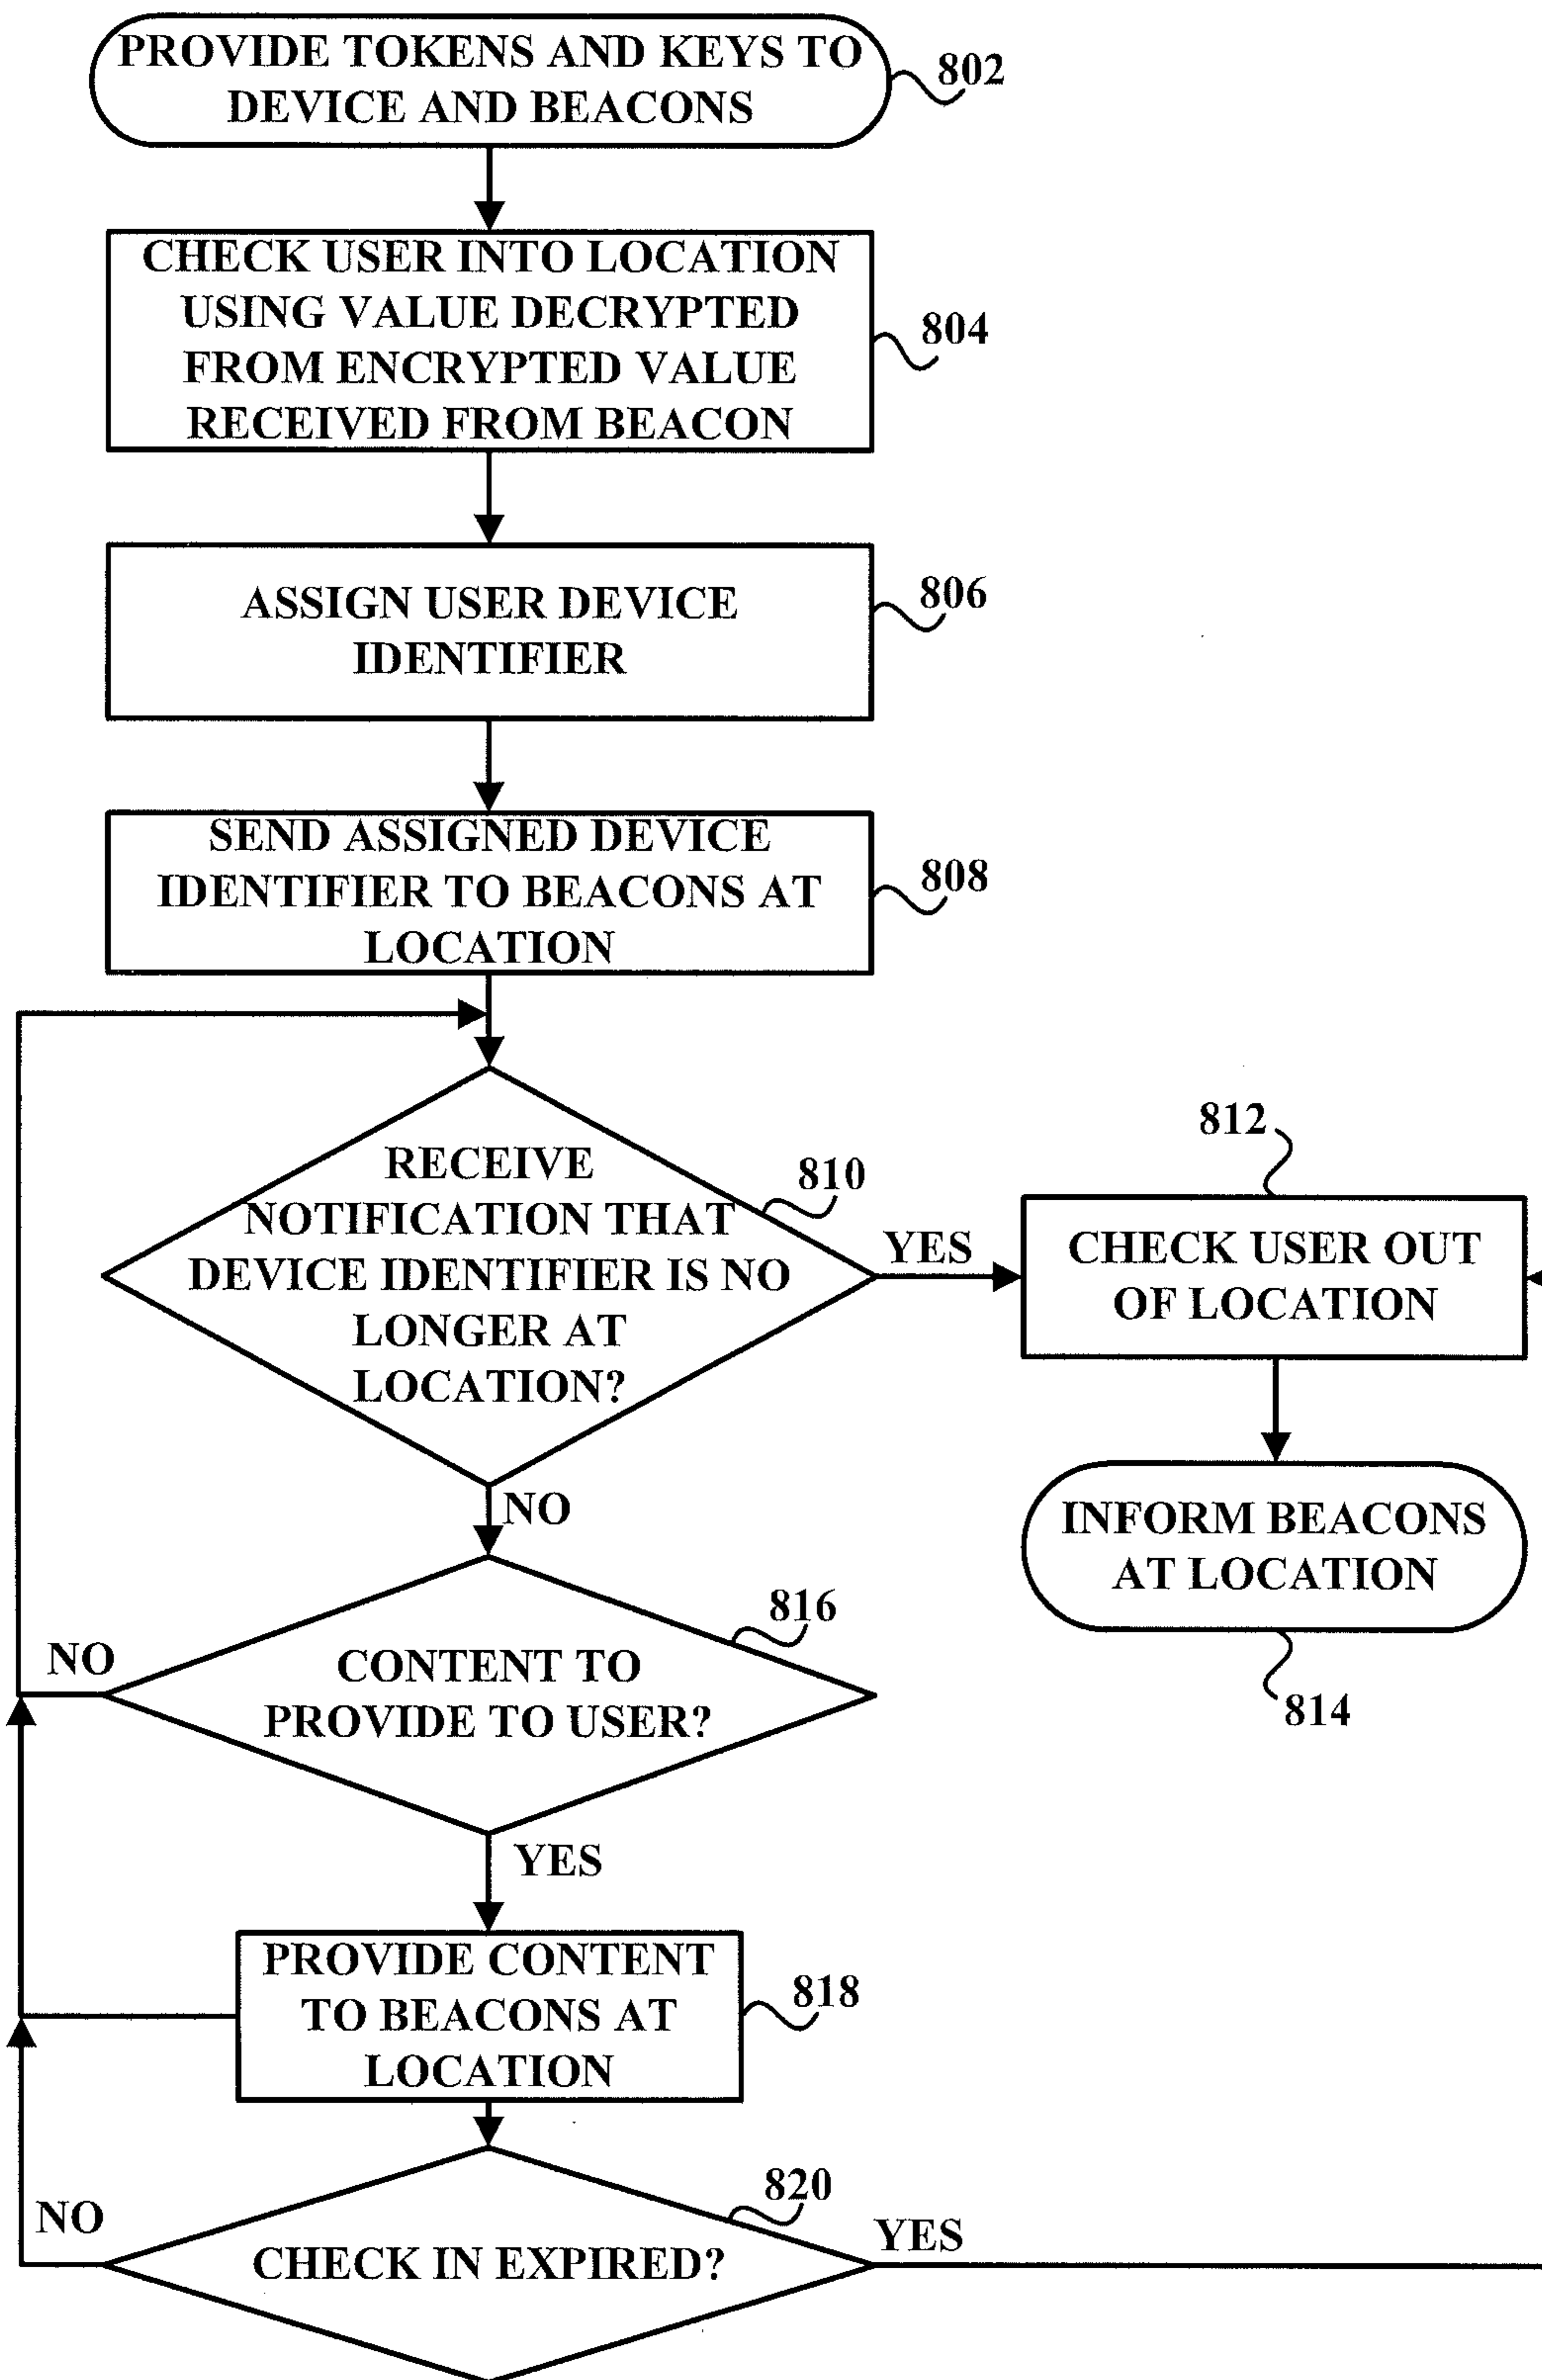 PROVIDE TOKENS AND KEYS TO
DEVICE AND BEACONS
802
CHECK USER INTO LOCATION
USING VALUE DECRYPTED
FROM ENCRYPTED VALUE
RECEIVED FROM BEACON
804
ASSIGN USER DEVICE
IDENTIFIER
806
SEND ASSIGNED DEVICE
IDENTIFIER TO BEACONS AT
LOCATION
808
RECEIVE
NOTIFICATION THAT
DEVICE IDENTIFIER IS NO
LONGER AT
LOCATION?
810
YES
812
CHECK USER OUT
OF LOCATION
NO
INFORM BEACONS
AT LOCATION
814
CONTENT TO
PROVIDE TO USER?
816
NO
YES
PROVIDE CONTENT
TO BEACONS AT
LOCATION
818
CHECK IN EXPIRED?
820
NO
YES